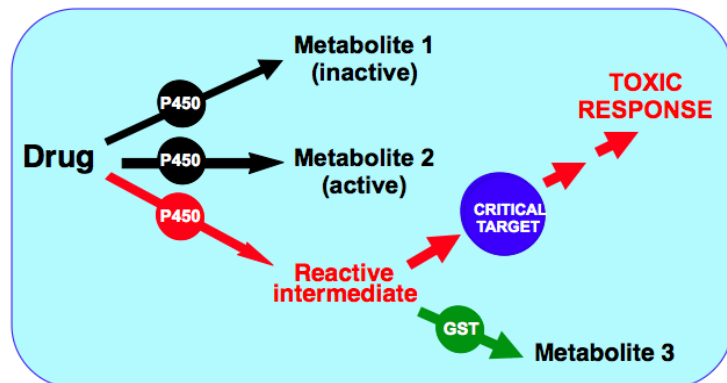 Metabolite 1
(inactive)
TOXIC
RESPONSE
P450
Drug
P450
Metabolite 2
(active)
P450
CRITICAL
TARGET
Reactive
intermediate
GST
Metabolite 3